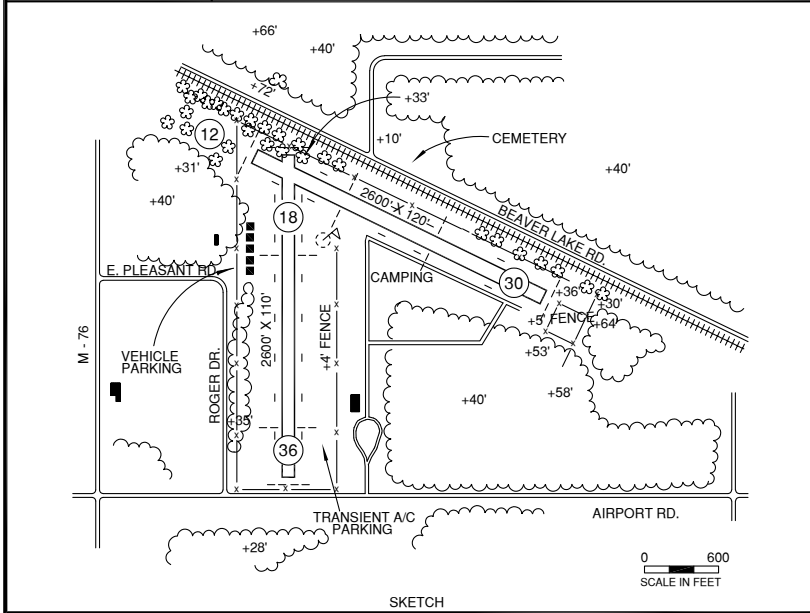 +66'
+40'
+72'
+33'
12
+10'
CEMETERY
+31'
+40'
+40'
2600' X 120'
18
BEAVER LAKE RD.
E. PLEASANT RD.
CAMPING
30
+36'
+30'
+5' FENCE
+64'
M - 76
VEHICLE
PARKING
ROGER DR.
2600' X 110'
+4' FENCE
+53'
+58'
+40'
+35'
36
TRANSIENT A/C
PARKING
AIRPORT RD.
+28'
0 600
SCALE IN FEET
SKETCH